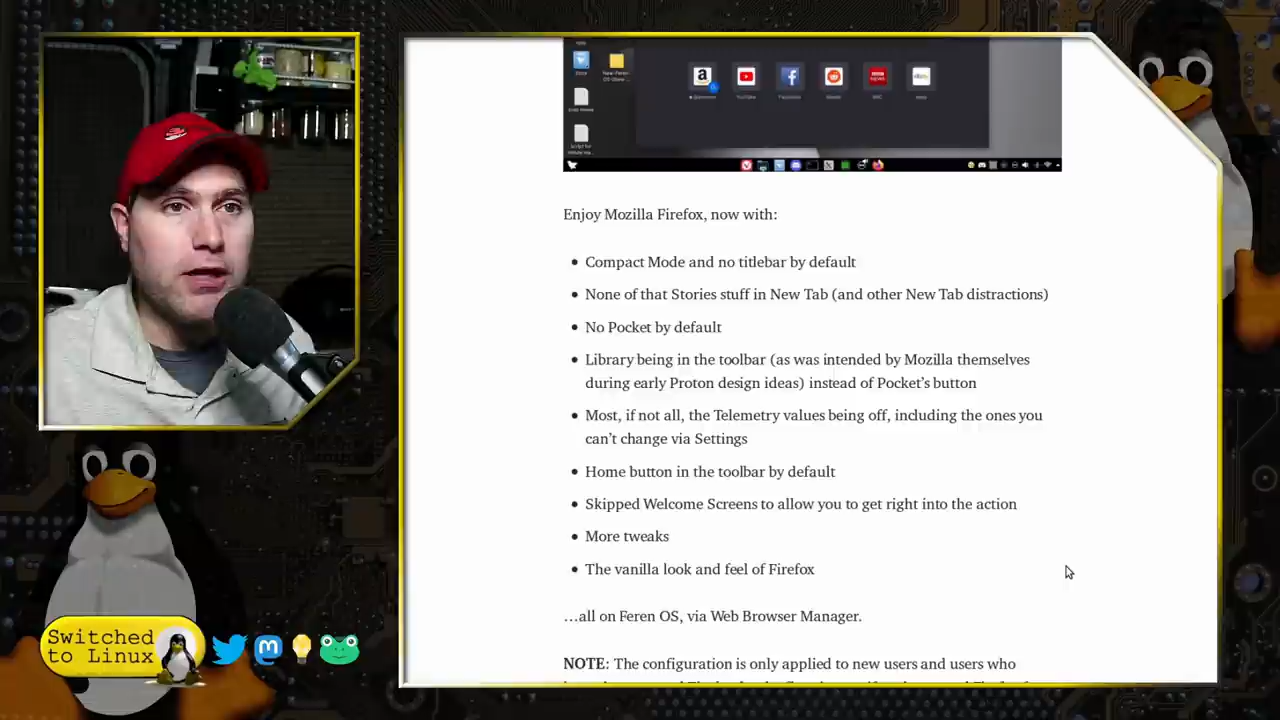 Enjoy Mozilla Firefox, now with:
• Compact Mode and no titlebar by default
• None of that Stories stuff in New Tab (and other New Tab distractions)
• No Pocket by default
• Library being in the toolbar (as was intended by Mozilla themselves
during early Proton design ideas) instead of Pocket's button
• Most, if not all, the Telemetry values being off, including the ones you
can't change via Settings
• Home button in the toolbar by default
• Skipped Welcome Screens to allow you to get right into the action
• More tweaks
• The vanilla look and feel of Firefox
…all on Feren OS, via Web Browser Manager.
NOTE: The configuration is only applied to new users and users who
Switched
to Linux